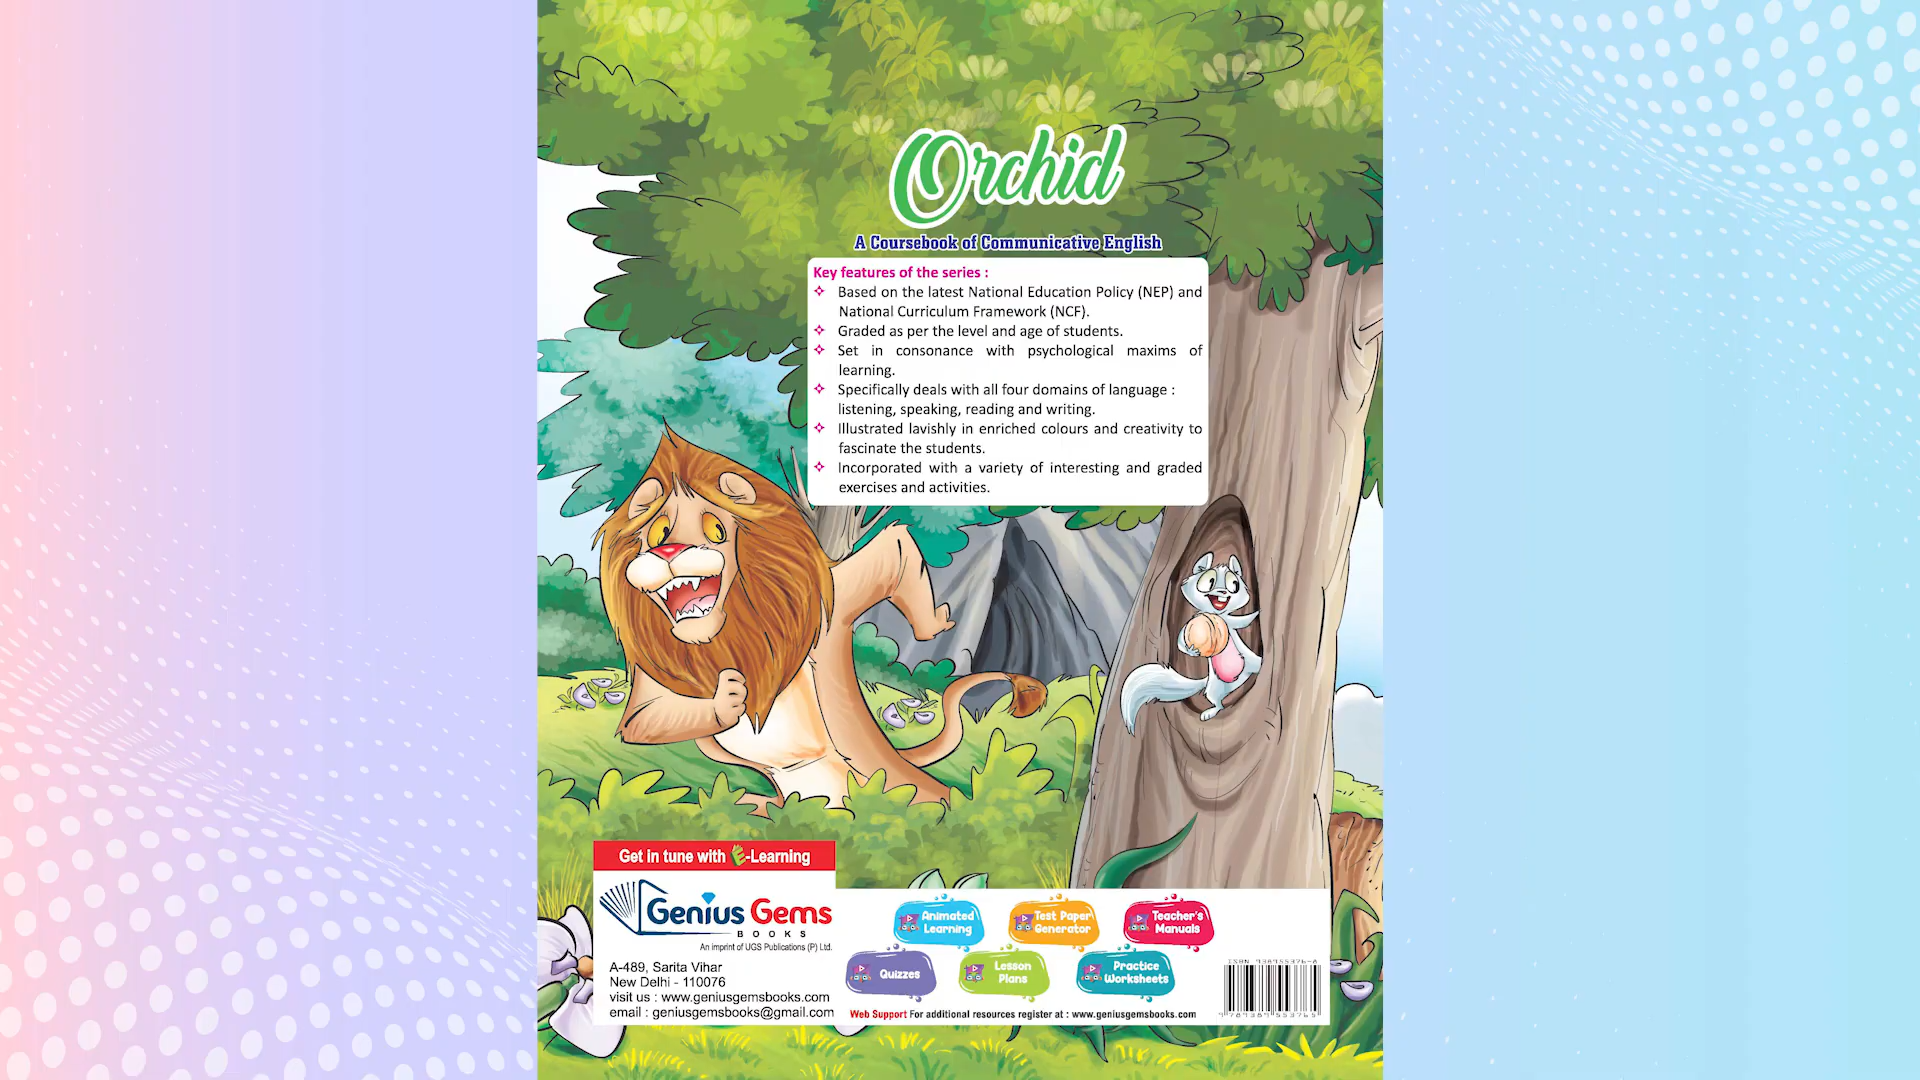 Orchid
A Coursebook of Communicative English
Key features of the series :
Based on the latest National Education Policy (NEP) and
National Curriculum Framework (NCF).
Graded as per the level and age of students.
Set in consonance with psychological maxims of
learning.
Specifically deals with all four domains of language :
listening, speaking, reading and writing.
Illustrated lavishly in enriched colours and creativity to
fascinate the students.
Incorporated with a variety of interesting and graded
exercises and activities.
Get in tune with E-Learning
Genius Gems
BOOKS
An imprint of UGS Publications (P) Ltd.
A-489, Sarita Vihar
New Delhi - 110076
visit us : www.geniusgemsbooks.com
email : geniusgemsbooks@gmail.com
Animated
Learning
Test Paper
Generator
Teacher's
Manuals
Quizzes
Lesson
Plans
Practice
Worksheets
Web Support For additional resources register at : www.geniusgemsbooks.com